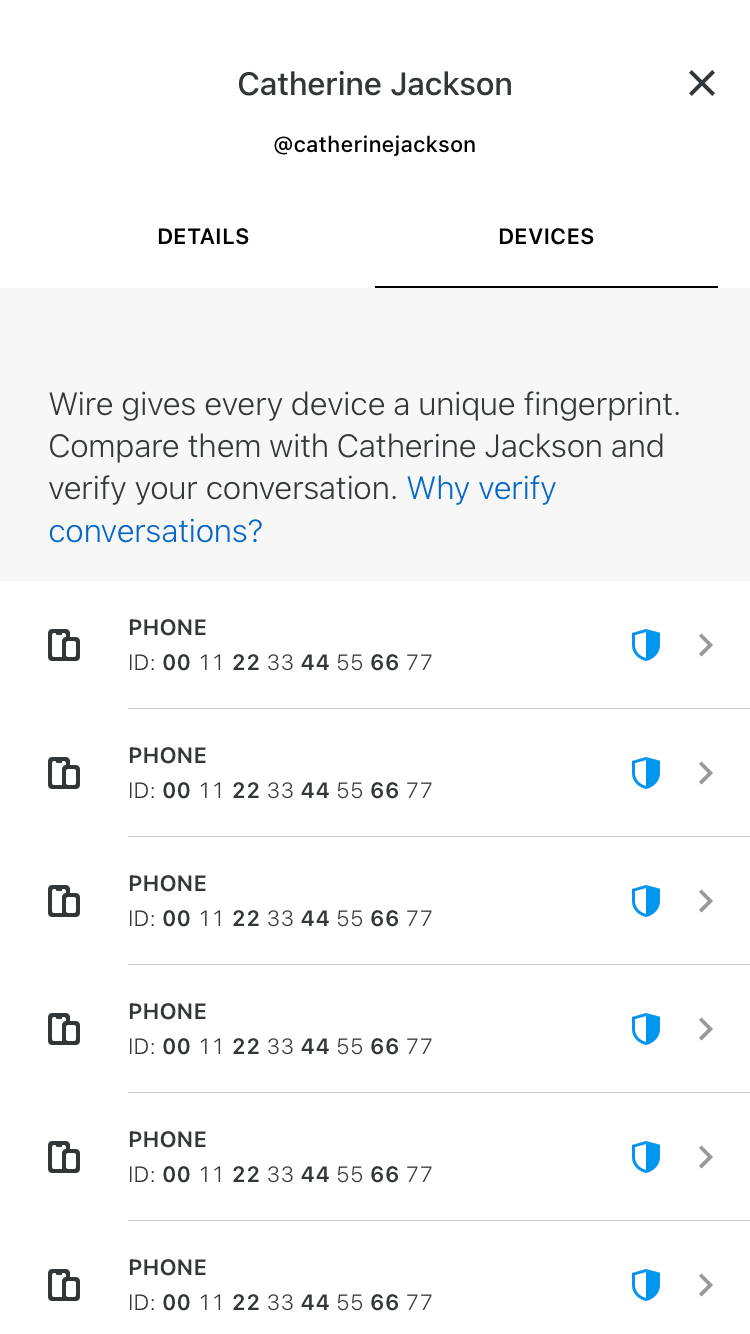 Catherine Jackson
@catherinejackson
DETAILS
DEVICES
Wire gives every device a unique fingerprint.
Compare them with Catherine Jackson and
verify your conversation. Why verify
conversations?
PHONE
ID: 00 11 22 33 44 55 66 77
PHONE
ID: 00 11 22 33 44 55 66 77
PHONE
ID: 00 11 22 33 44 55 66 77
PHONE
ID: 00 11 22 33 44 55 66 77
PHONE
ID: 00 11 22 33 44 55 66 77
PHONE
ID: 00 11 22 33 44 55 66 77